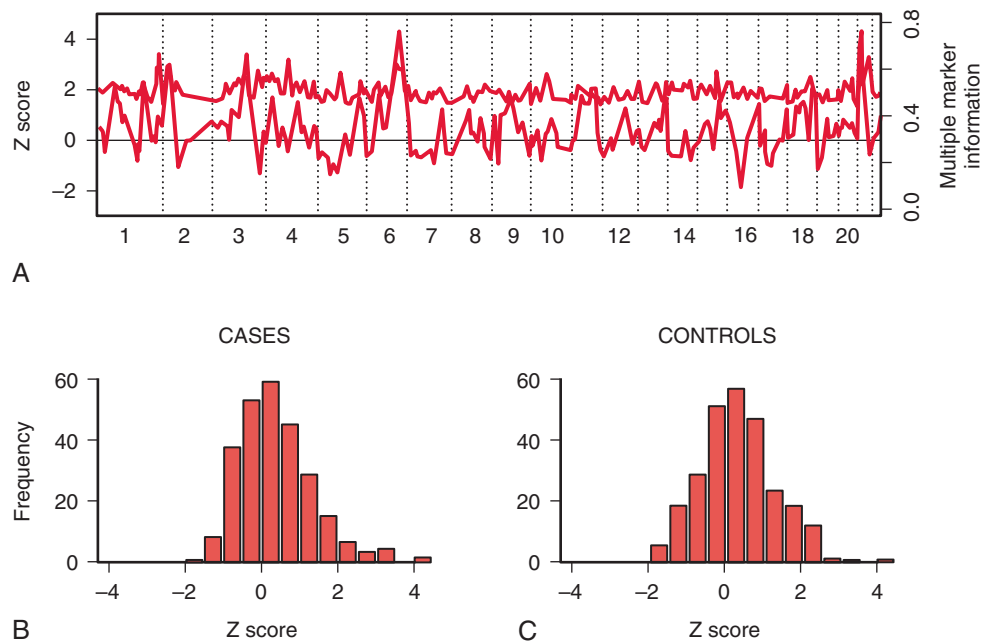 4
2
0
−2
Z score
0.8
0.4
0.0
Multiple marker
information
1 2 3 4 5 6 7 8 9 10 12 14 16 18 20
A
CASES
60
40
20
0
Frequency
−4 −2 0 2 4
Z score
B
CONTROLS
60
40
20
0
−4 −2 0 2 4
Z score
C